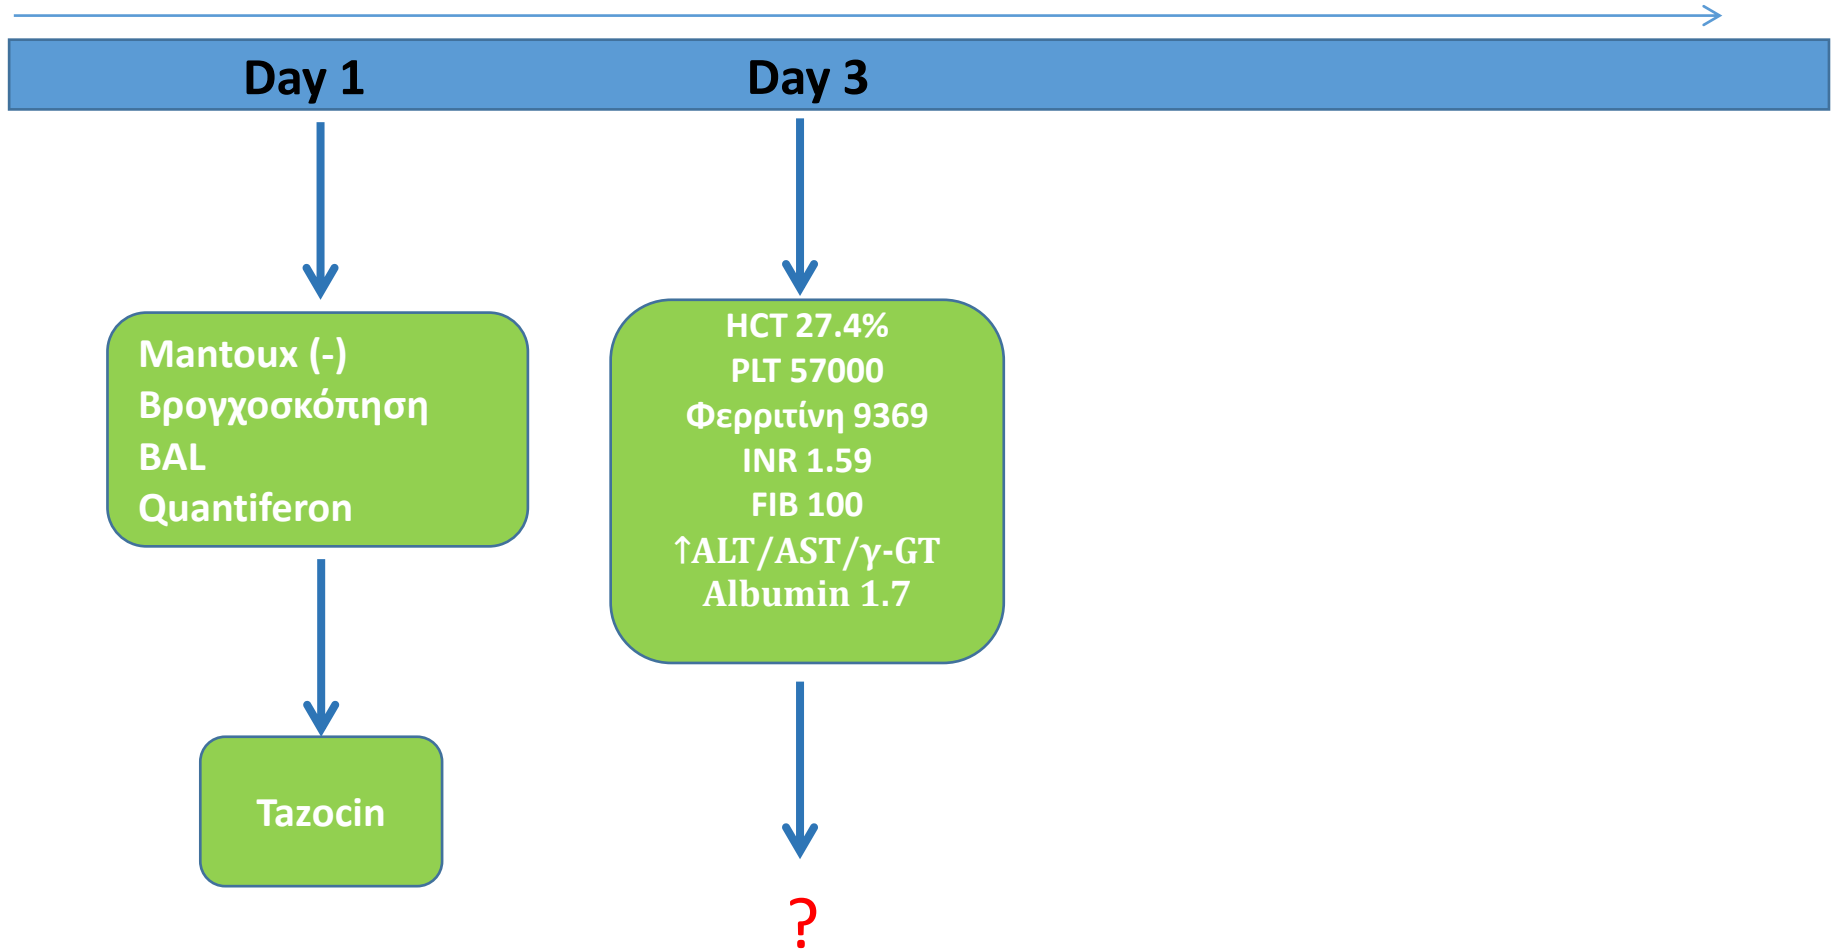 Day 1
Day 3
Mantoux (-)
Βρογχοσκόπηση
BAL
Quantiferon
Tazocin
HCT 27.4%
PLT 57000
Φερριτίνη 9369
INR 1.59
FIB 100
↑ALT/AST/γ-GT
Albumin 1.7
?